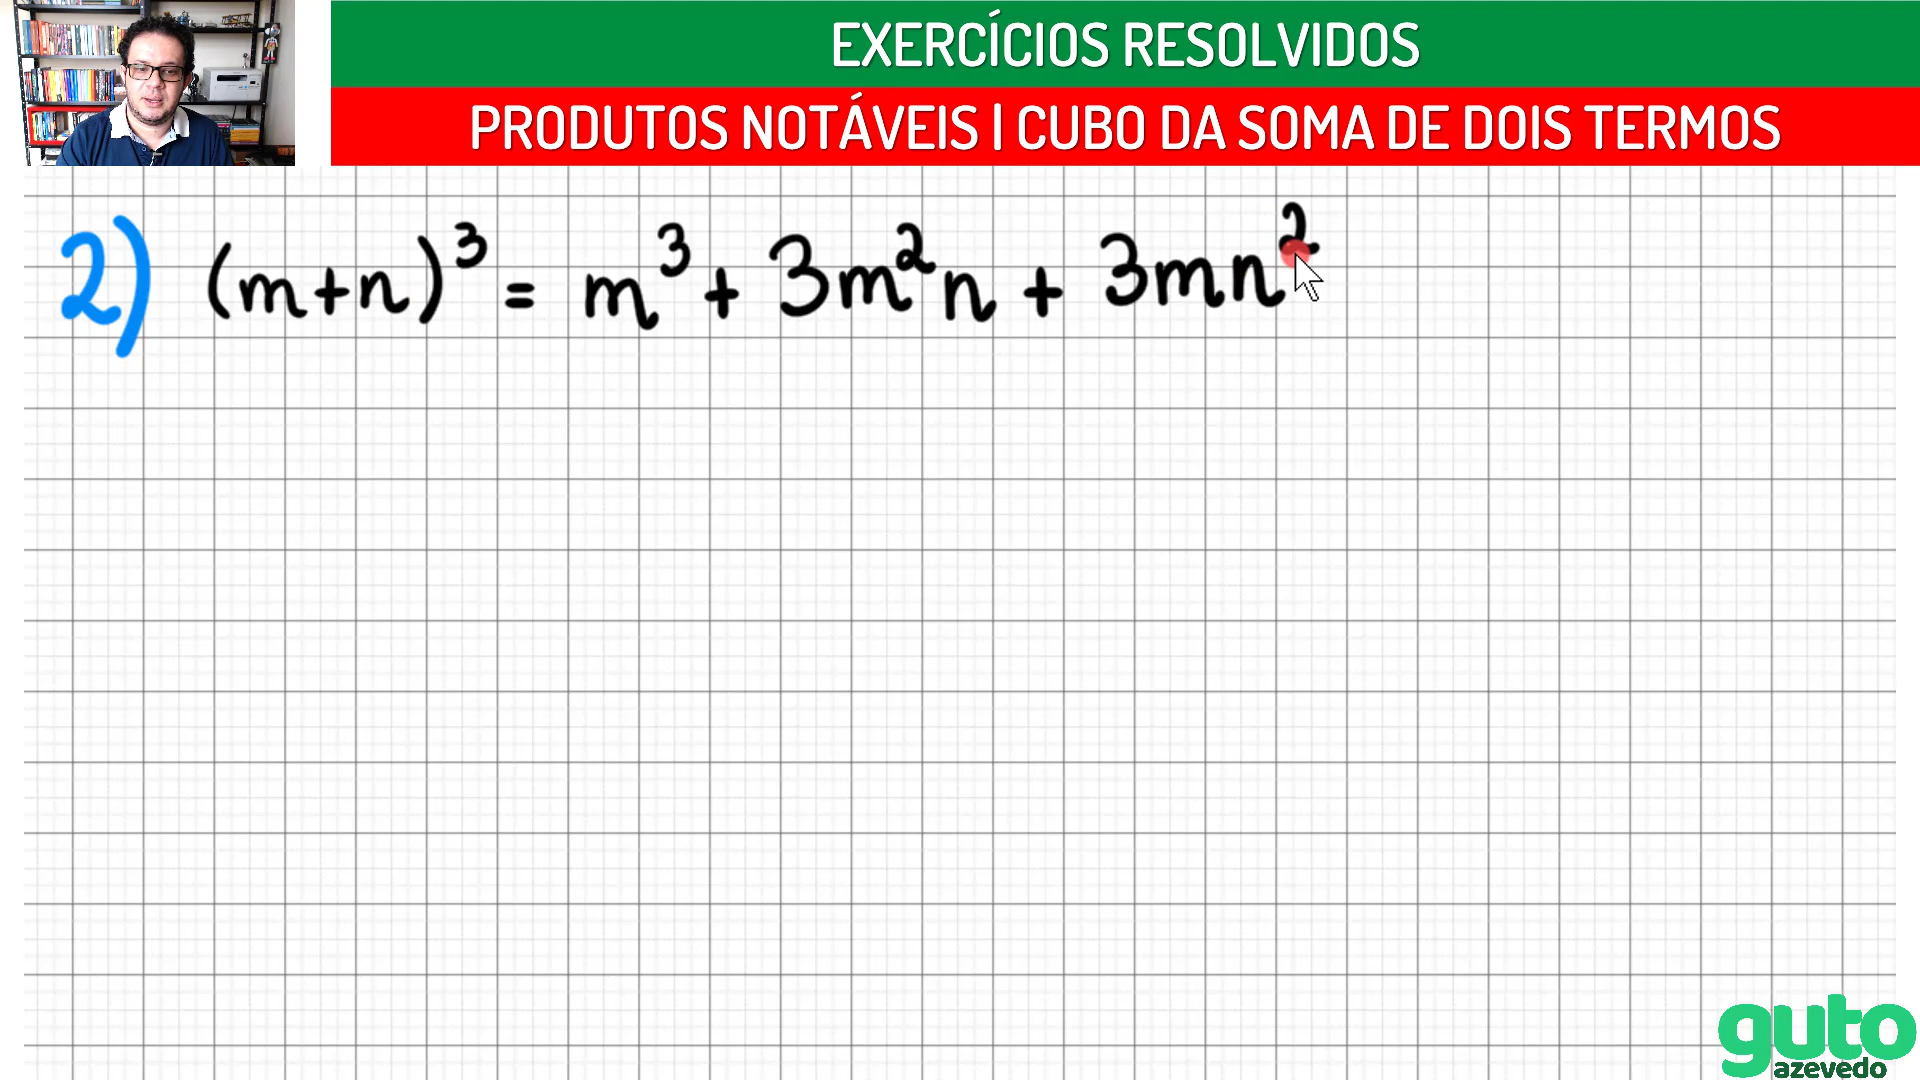 EXERCÍCIOS RESOLVIDOS
PRODUTOS NOTÁVEIS | CUBO DA SOMA DE DOIS TERMOS
2) (m+n)³ = m³ + 3m²n + 3mn²
guto
azevedo